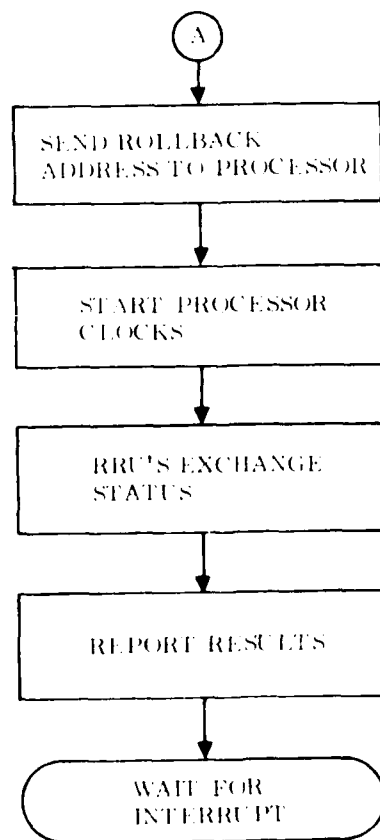 A
SEND ROLLBACK
ADDRESS TO PROCESSOR
START PROCESSOR
CLOCKS
RRU'S EXCHANGE
STATUS
REPORT RESULTS
WAIT FOR
INTERRUPT